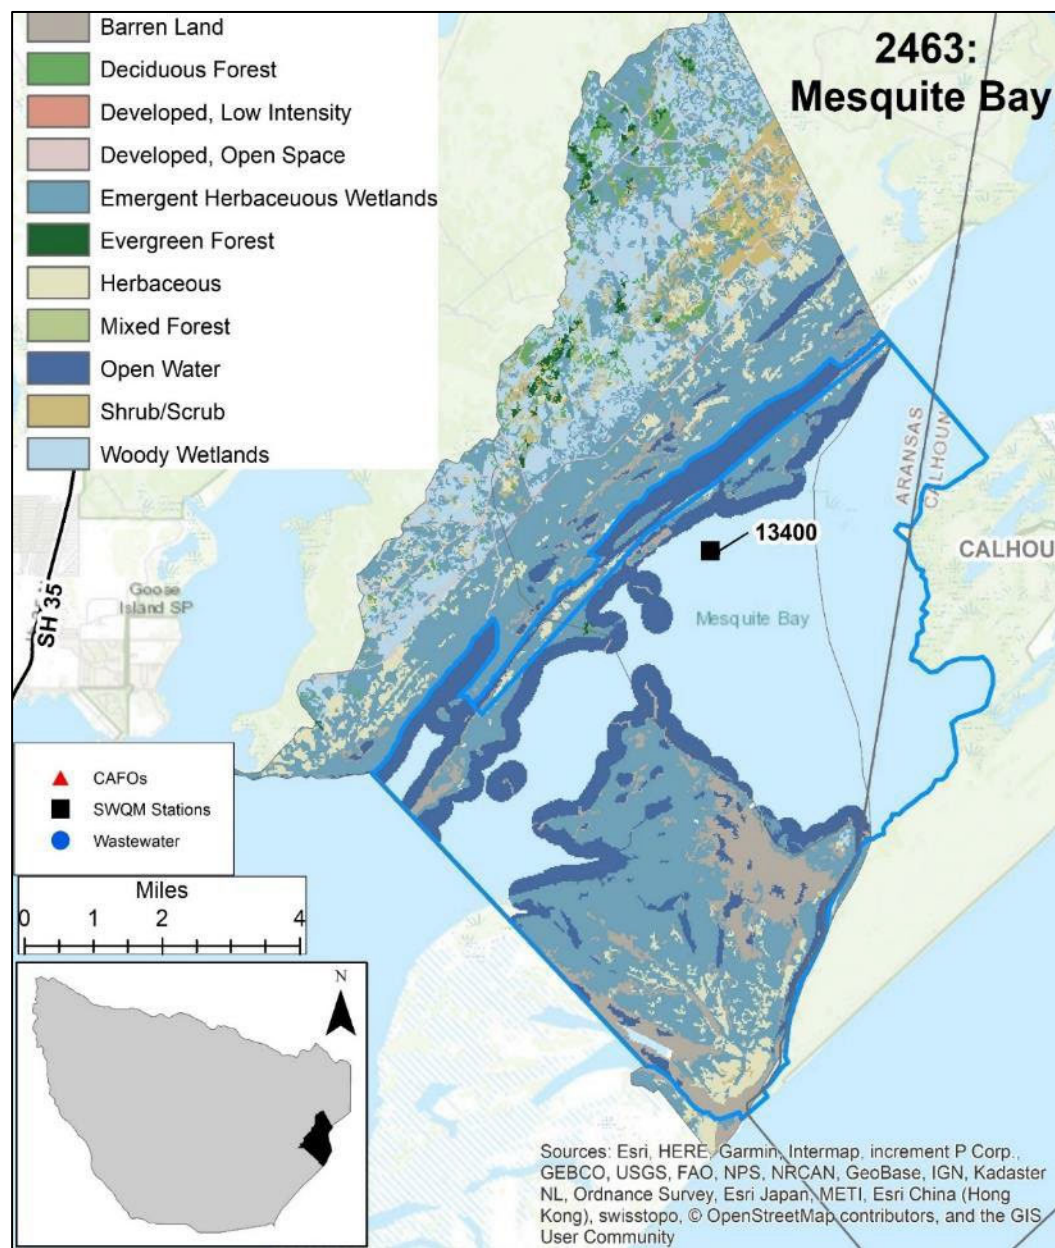 2463:
Mesquite Bay
Barren Land
Deciduous Forest
Developed, Low Intensity
Developed, Open Space
Emergent Herbaceuous Wetlands
Evergreen Forest
Herbaceous
Mixed Forest
Open Water
Shrub/Scrub
Woody Wetlands
ARANSAS
CALHOUN
CALHOU
13400
Mesquite Bay
Goose
Island SP
SH 35
CAFOs
SWQM Stations
Wastewater
Miles
0 1 2 4
N
Sources: Esri, HERE, Garmin, Intermap, increment P Corp.,
GEBCO, USGS, FAO, NPS, NRCAN, GeoBase, IGN, Kadaster
NL, Ordnance Survey, Esri Japan, METI, Esri China (Hong
Kong), swisstopo, © OpenStreetMap contributors, and the GIS
User Community